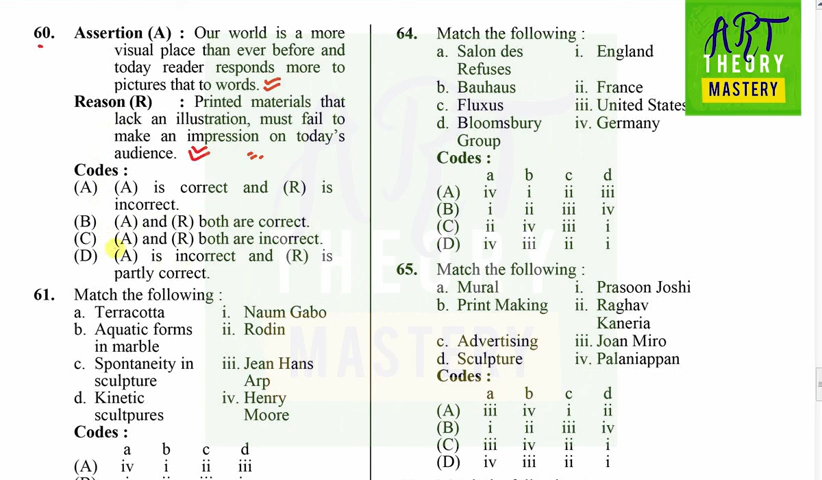 60. Assertion (A) : Our world is a more
visual place than ever before and
today reader responds more to
pictures that to words.
Reason (R) : Printed materials that
lack an illustration, must fail to
make an impression on today's
audience.
Codes :
(A) (A) is correct and (R) is
incorrect.
(B) (A) and (R) both are correct.
(C) (A) and (R) both are incorrect.
(D) (A) is incorrect and (R) is
partly correct.
61. Match the following :
a. Terracotta i. Naum Gabo
b. Aquatic forms ii. Rodin
in marble
c. Spontaneity in iii. Jean Hans
sculpture Arp
d. Kinetic iv. Henry
scultpures Moore
Codes :
a b c d
(A) iv i ii iii
64. Match the following :
a. Salon des i. England
Refuses
b. Bauhaus ii. France
c. Fluxus iii. United States
d. Bloomsbury iv. Germany
Group
Codes :
a b c d
(A) iv i ii iii
(B) i ii iii iv
(C) ii iv iii i
(D) iv iii ii i
65. Match the following :
a. Mural i. Prasoon Joshi
b. Print Making ii. Raghav
Kaneria
c. Advertising iii. Joan Miro
d. Sculpture iv. Palaniappan
Codes :
a b c d
(A) iii iv i ii
(B) i ii iii iv
(C) iii iv ii i
(D) iv iii ii i
ART
THEORY
MASTERY
ART
THEORY
MASTERY